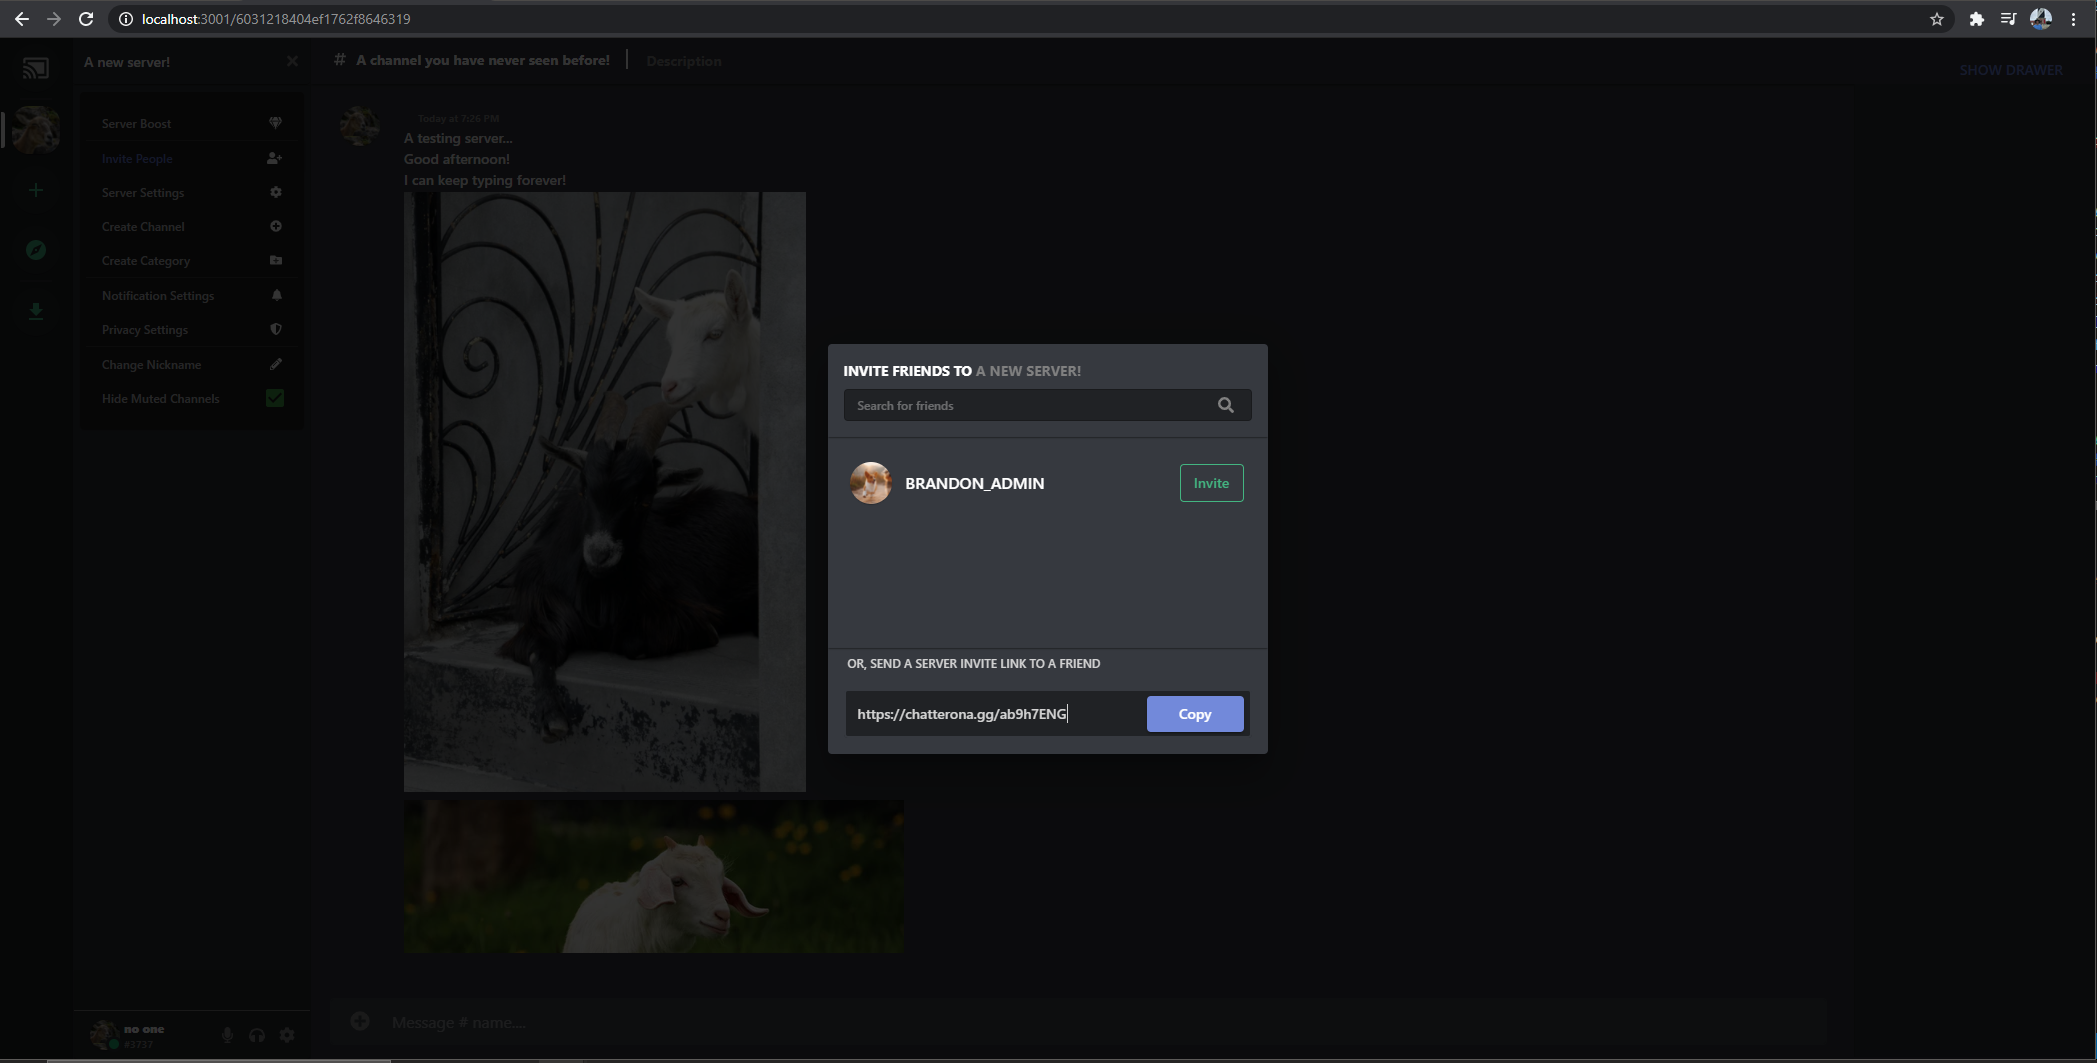 localhost:3001/6031218404ef1762f8646319
A new server!
# A channel you have never seen before!
Description
SHOW DRAWER
Server Boost
Invite People
Server Settings
Create Channel
Create Category
Notification Settings
Privacy Settings
Change Nickname
Hide Muted Channels
Today at 7:26 PM
A testing server...
Good afternoon!
I can keep typing forever!
INVITE FRIENDS TO A NEW SERVER!
Search for friends
BRANDON_ADMIN
Invite
OR, SEND A SERVER INVITE LINK TO A FRIEND
https://chatterona.gg/ab9h7ENG
Copy
no one
#3737
Message # name....